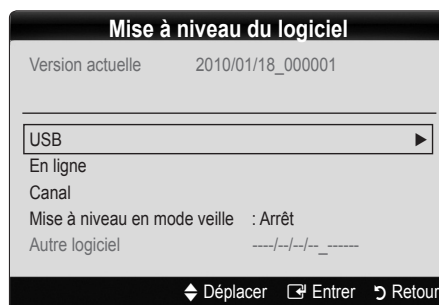 Mise à niveau du logiciel
Version actuelle 2010/01/18_000001
USB ▶
En ligne
Canal
Mise à niveau en mode veille : Arrêt
Autre logiciel ----/--/--/--_------
Déplacer Entrer Retour